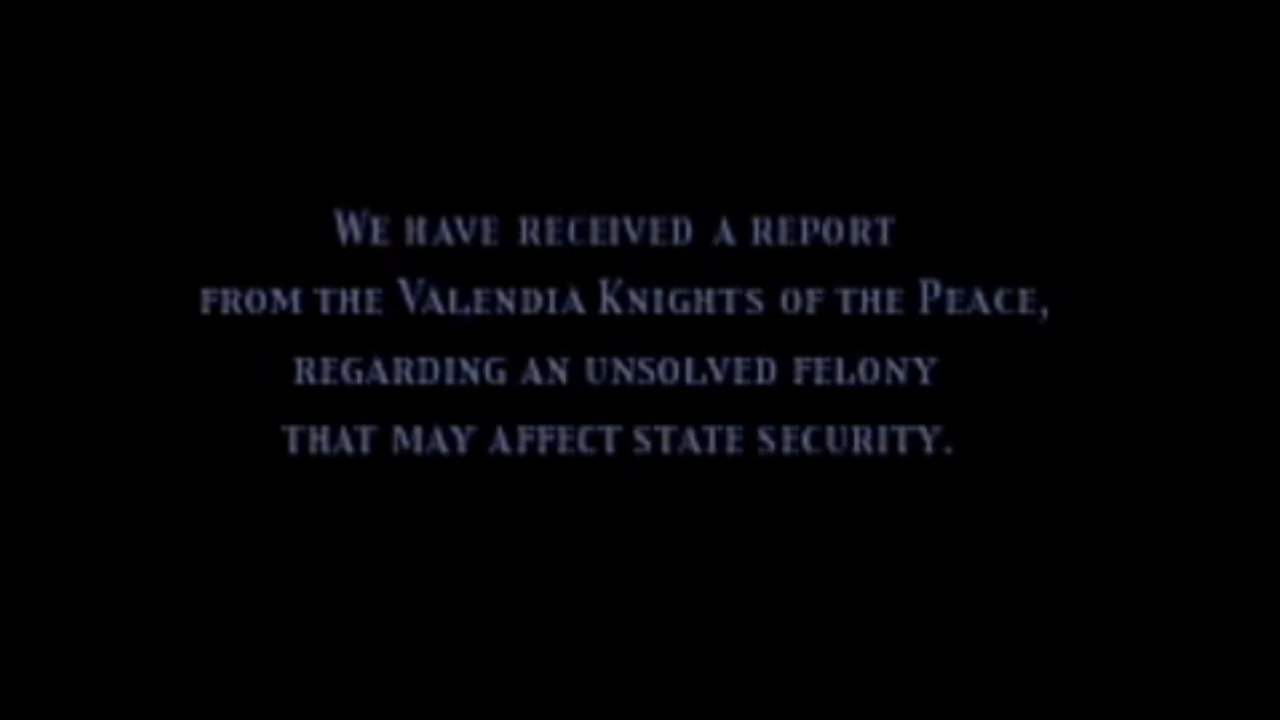 We have received a report
from the Valendia Knights of the Peace,
regarding an unsolved felony
that may affect state security.